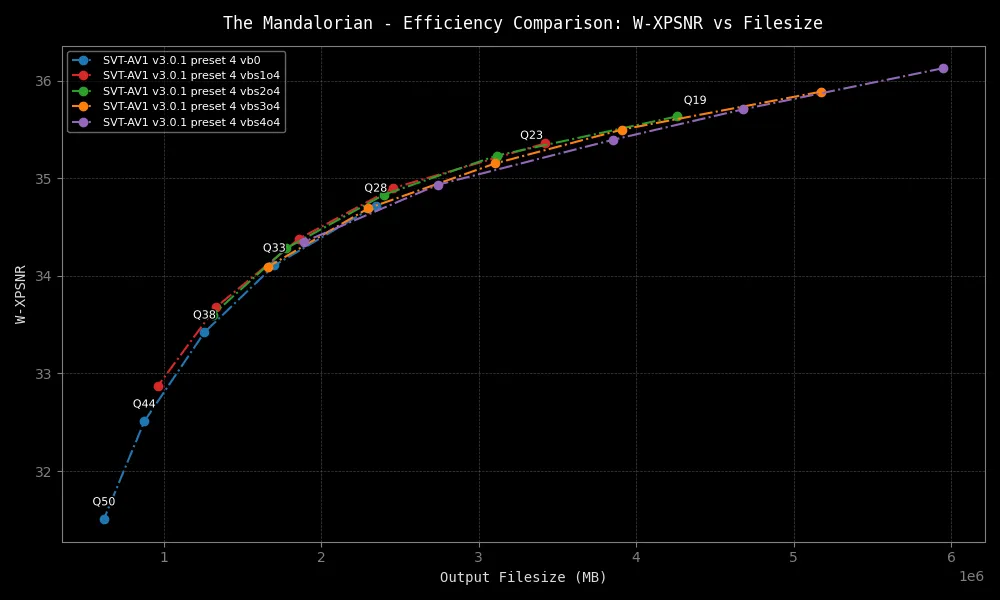 The Mandalorian - Efficiency Comparison: W-XPSNR vs Filesize
SVT-AV1 v3.0.1 preset 4 vb0
SVT-AV1 v3.0.1 preset 4 vbs1o4
SVT-AV1 v3.0.1 preset 4 vbs2o4
SVT-AV1 v3.0.1 preset 4 vbs3o4
SVT-AV1 v3.0.1 preset 4 vbs4o4
36
35
34
33
32
W-XPSNR
Q19
Q23
Q28
Q33
Q38
Q44
Q50
1 2 3 4 5 6
1e6
Output Filesize (MB)